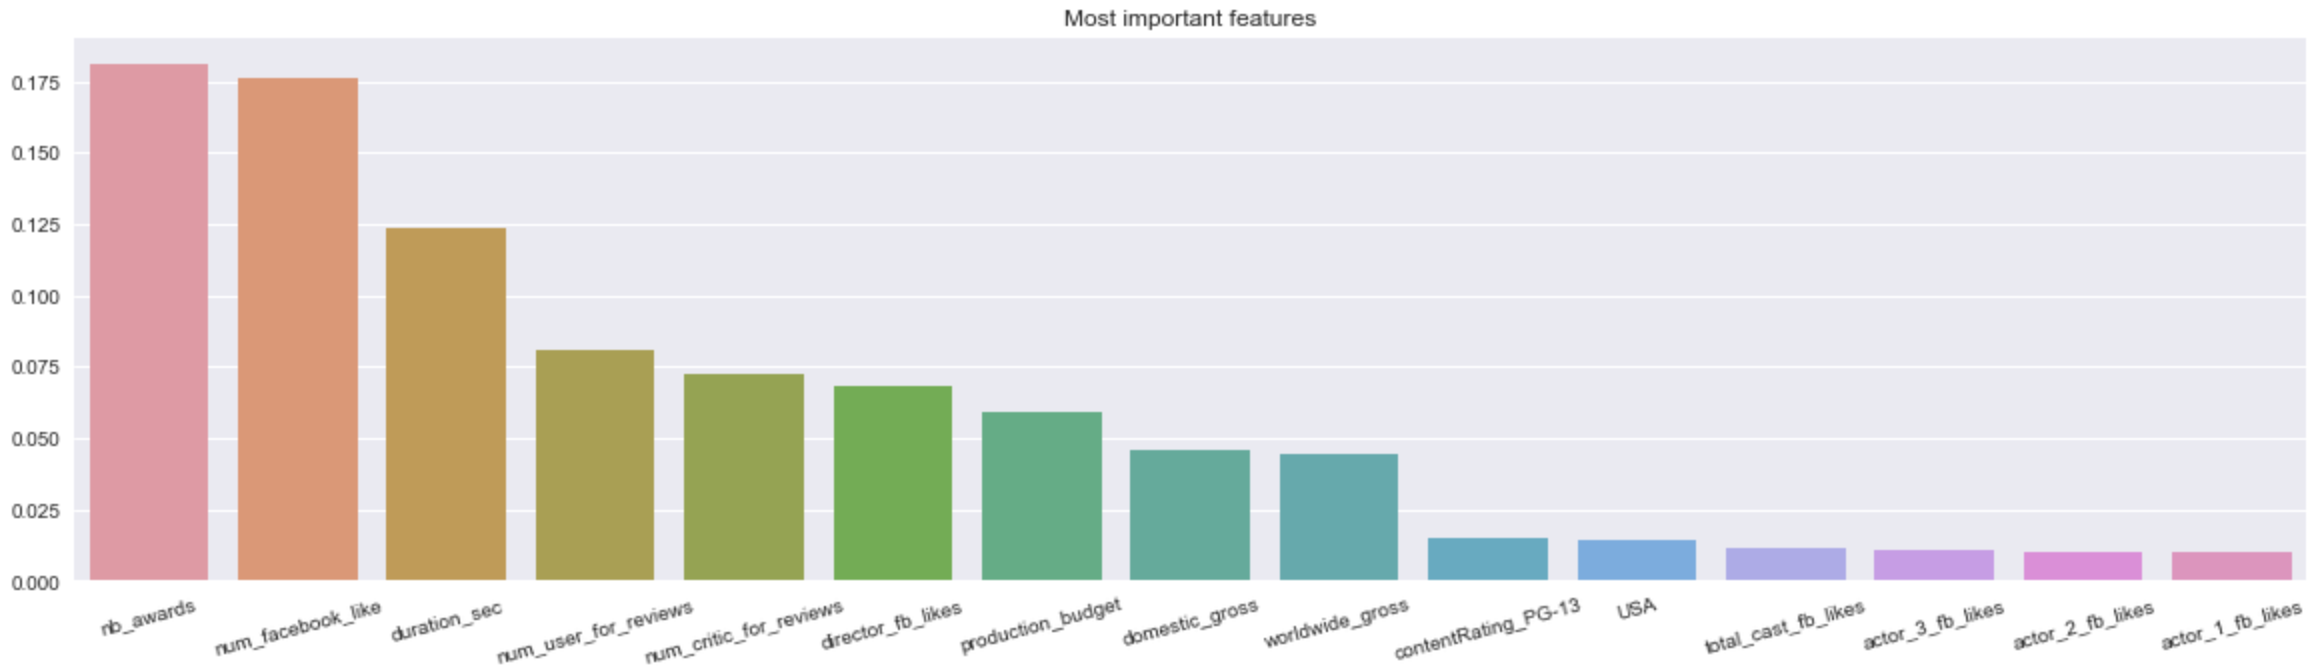 Most important features
0.175
0.150
0.125
0.100
0.075
0.050
0.025
0.000
nb_awards
num_facebook_like
duration_sec
num_user_for_reviews
num_critic_for_reviews
director_fb_likes
production_budget
domestic_gross
worldwide_gross
contentRating_PG-13
USA
total_cast_fb_likes
actor_3_fb_likes
actor_2_fb_likes
actor_1_fb_likes